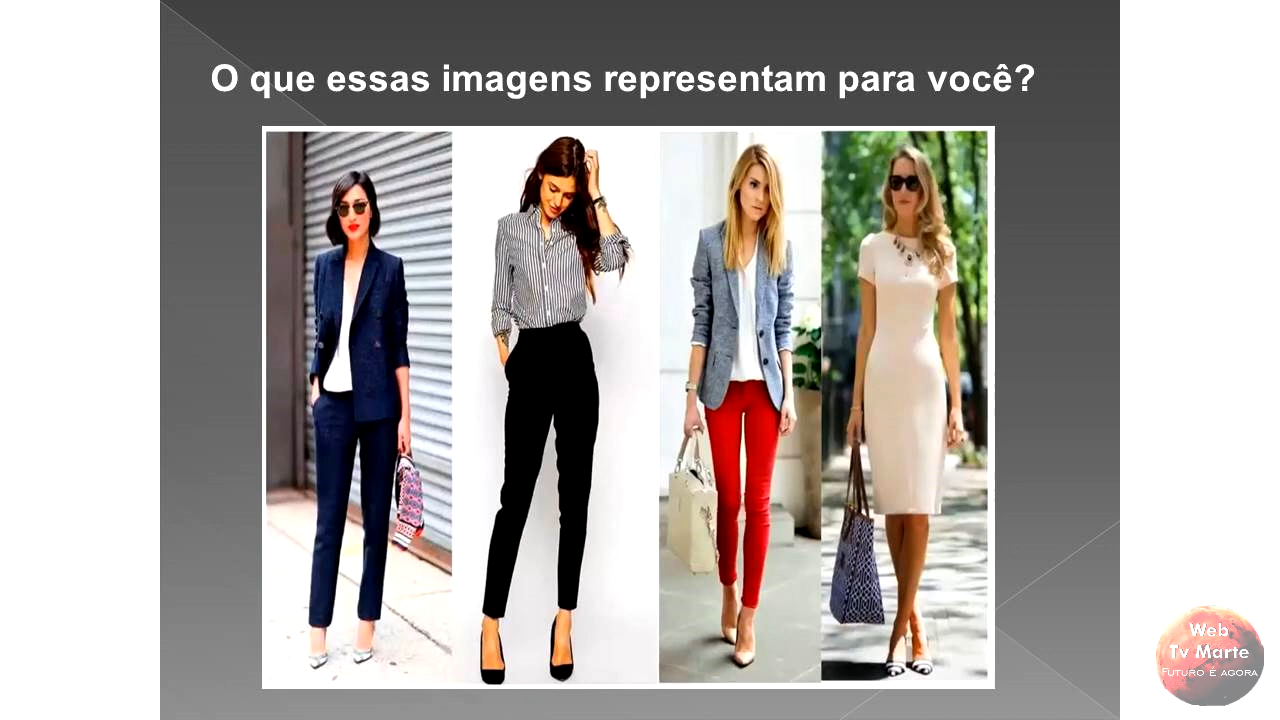 O que essas imagens representam para você?
Web
Tv Marte
Futuro é agora